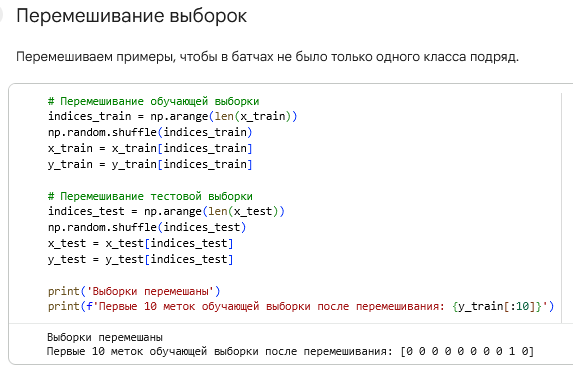 Перемешивание выборок
Перемешиваем примеры, чтобы в батчах не было только одного класса подряд.
# Перемешивание обучающей выборки
indices_train = np.arange(len(x_train))
np.random.shuffle(indices_train)
x_train = x_train[indices_train]
y_train = y_train[indices_train]
# Перемешивание тестовой выборки
indices_test = np.arange(len(x_test))
np.random.shuffle(indices_test)
x_test = x_test[indices_test]
y_test = y_test[indices_test]
print('Выборки перемешаны')
print(f'Первые 10 меток обучающей выборки после перемешивания: {y_train[:10]}')
Выборки перемешаны
Первые 10 меток обучающей выборки после перемешивания: [0 0 0 0 0 0 0 0 1 0]